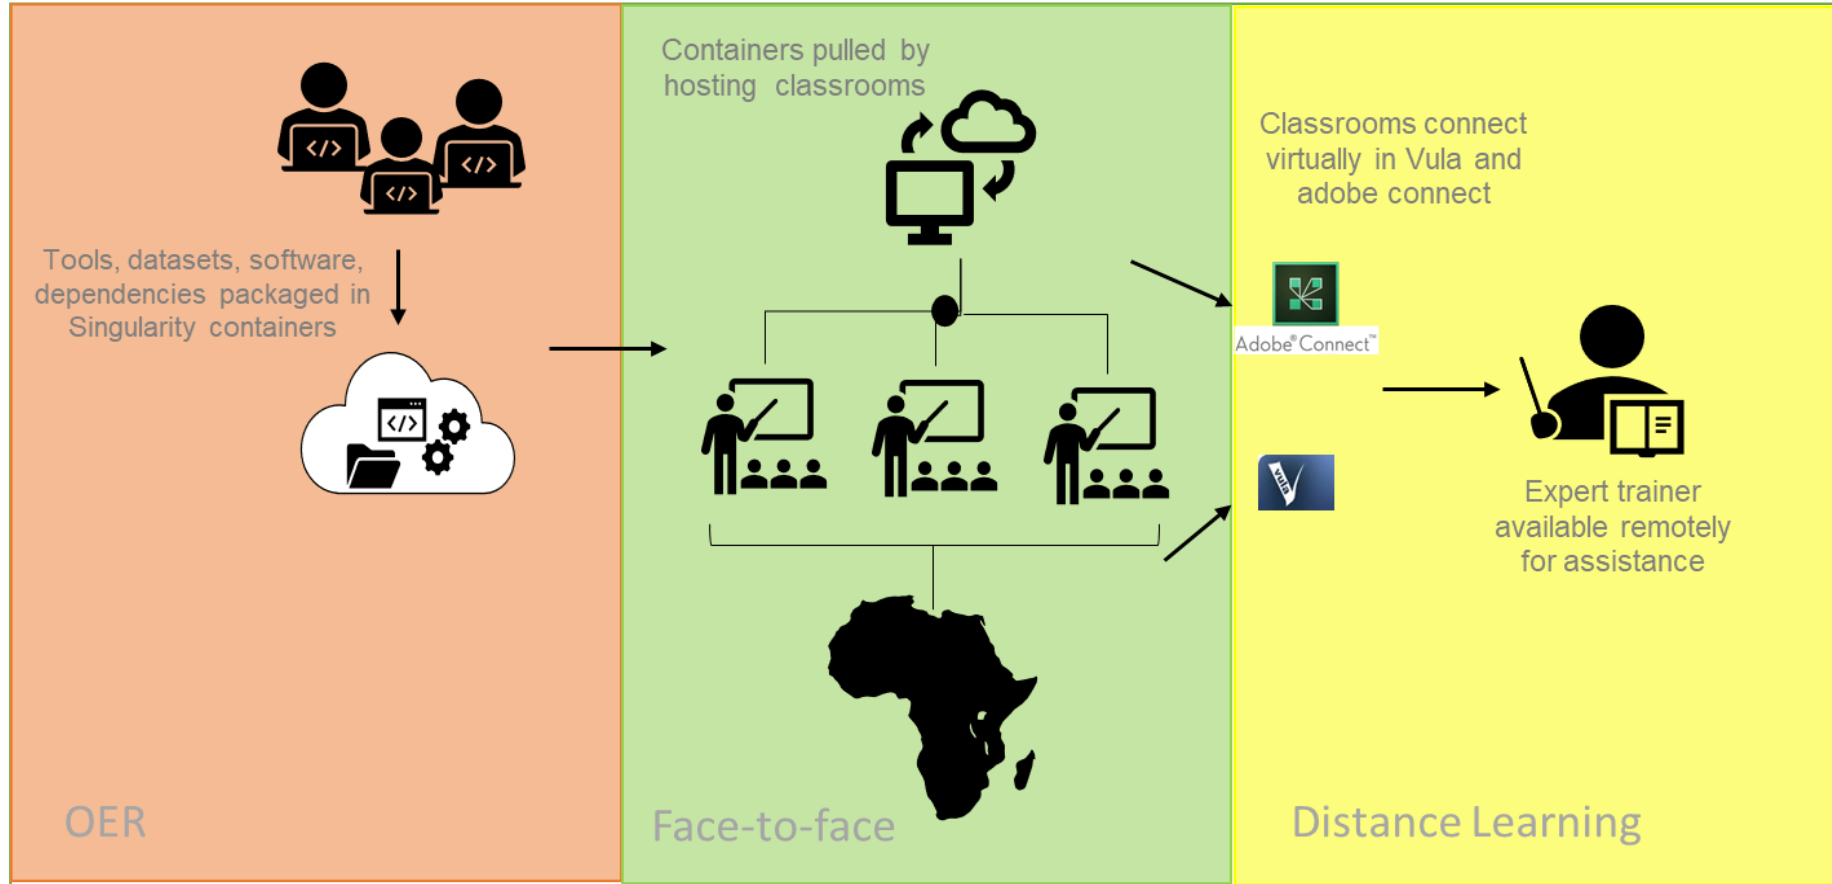 </>
</>
</>
Tools, datasets, software,
dependencies packaged in
Singularity containers
</>
OER
Containers pulled by
hosting classrooms
Face-to-face
Classrooms connect
virtually in Vula and
adobe connect
Adobe® Connect™
vula
Expert trainer
available remotely
for assistance
Distance Learning